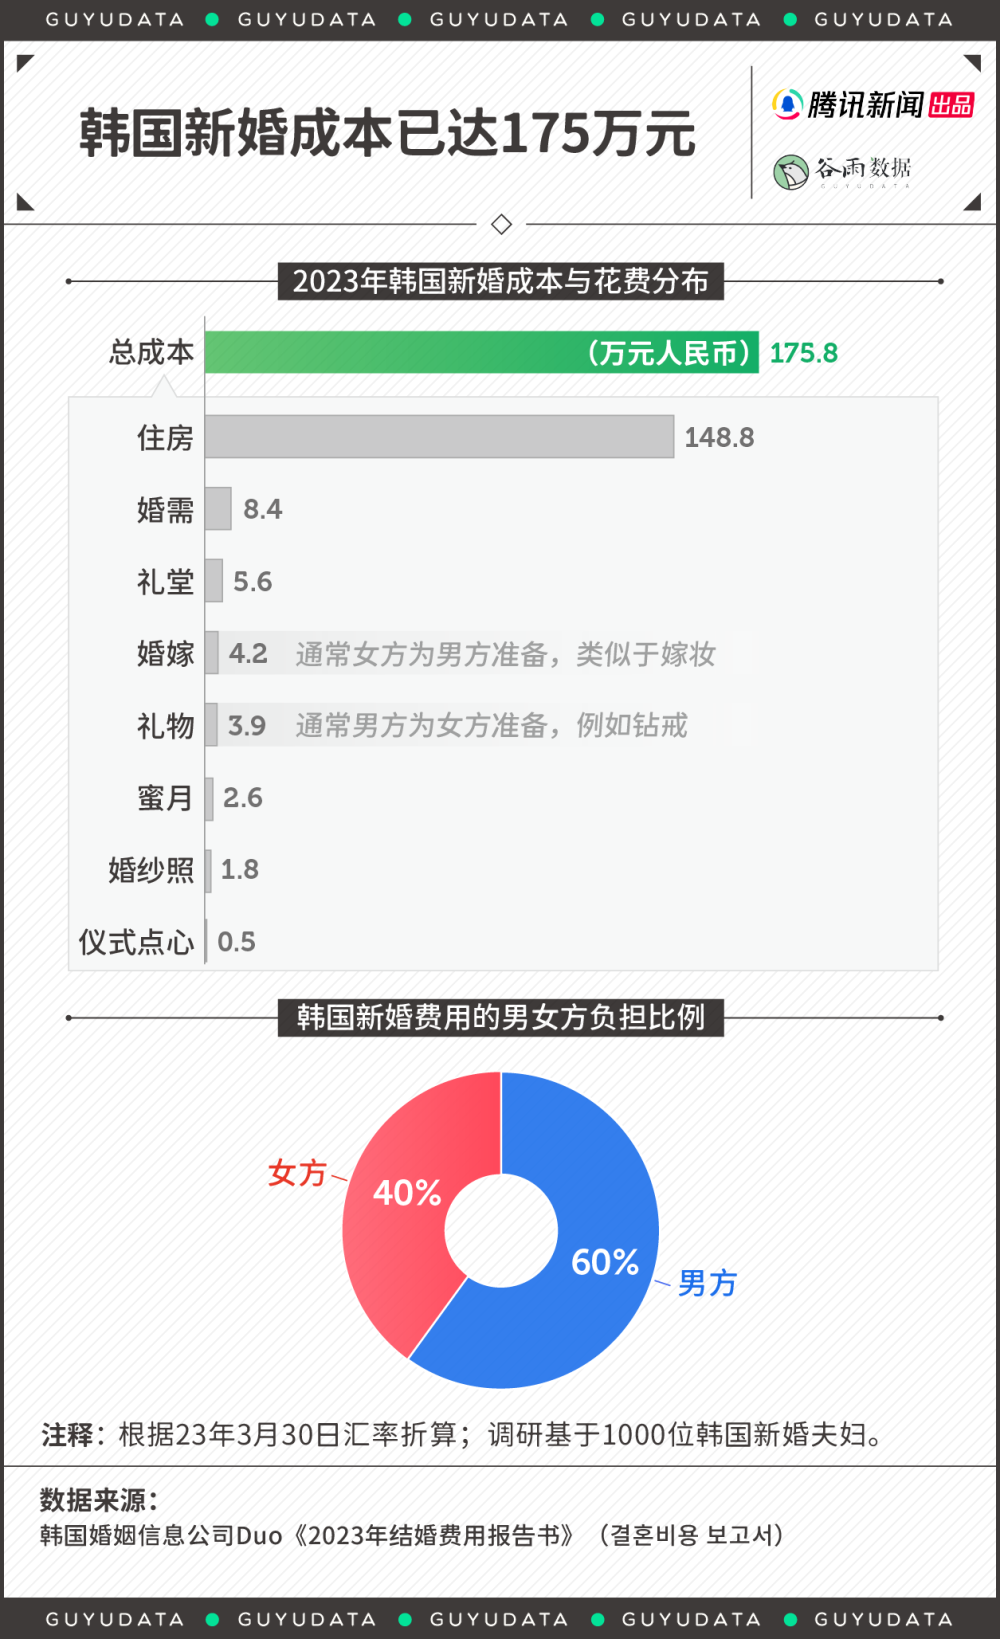 GUYUDATA ● GUYUDATA ● GUYUDATA ● GUYUDATA ● GUYUDATA
韩国新婚成本已达175万元
腾讯新闻 出品
谷雨数据
GUYUDATA
2023年韩国新婚成本与花费分布
总成本 （万元人民币） 175.8
住房 148.8
婚需 8.4
礼堂 5.6
婚嫁 4.2 通常女方为男方准备，类似于嫁妆
礼物 3.9 通常男方为女方准备，例如钻戒
蜜月 2.6
婚纱照 1.8
仪式点心 0.5
韩国新婚费用的男女方负担比例
女方 40%
60% 男方
注释：根据23年3月30日汇率折算；调研基于1000位韩国新婚夫妇。
数据来源：
韩国婚姻信息公司Duo《2023年结婚费用报告书》（결혼비용 보고서）
GUYUDATA ● GUYUDATA ● GUYUDATA ● GUYUDATA ● GUYUDATA